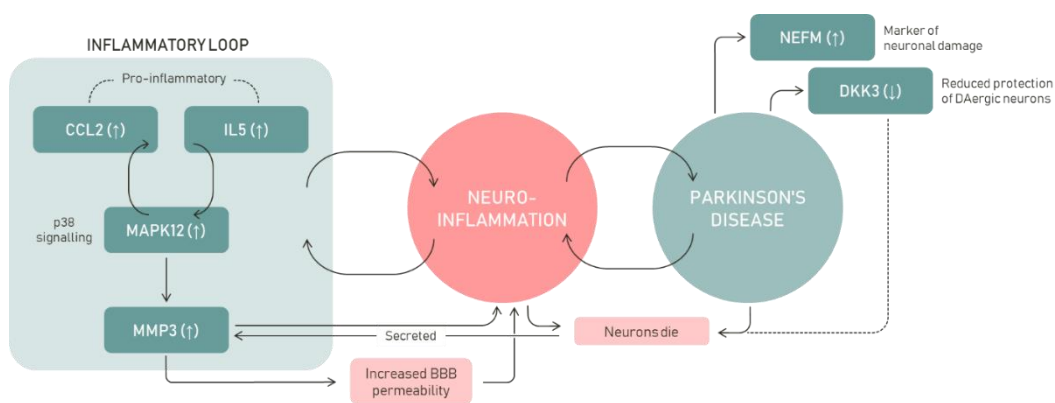 INFLAMMATORY LOOP
Pro-inflammatory
CCL2 (↑)
IL5 (↑)
p38
signalling
MAPK12 (↑)
MMP3 (↑)
Secreted
Increased BBB
permeability
NEURO-
INFLAMMATION
Neurons die
PARKINSON'S
DISEASE
NEFM (↑)
Marker of
neuronal damage
DKK3 (↓)
Reduced protection
of DAergic neurons